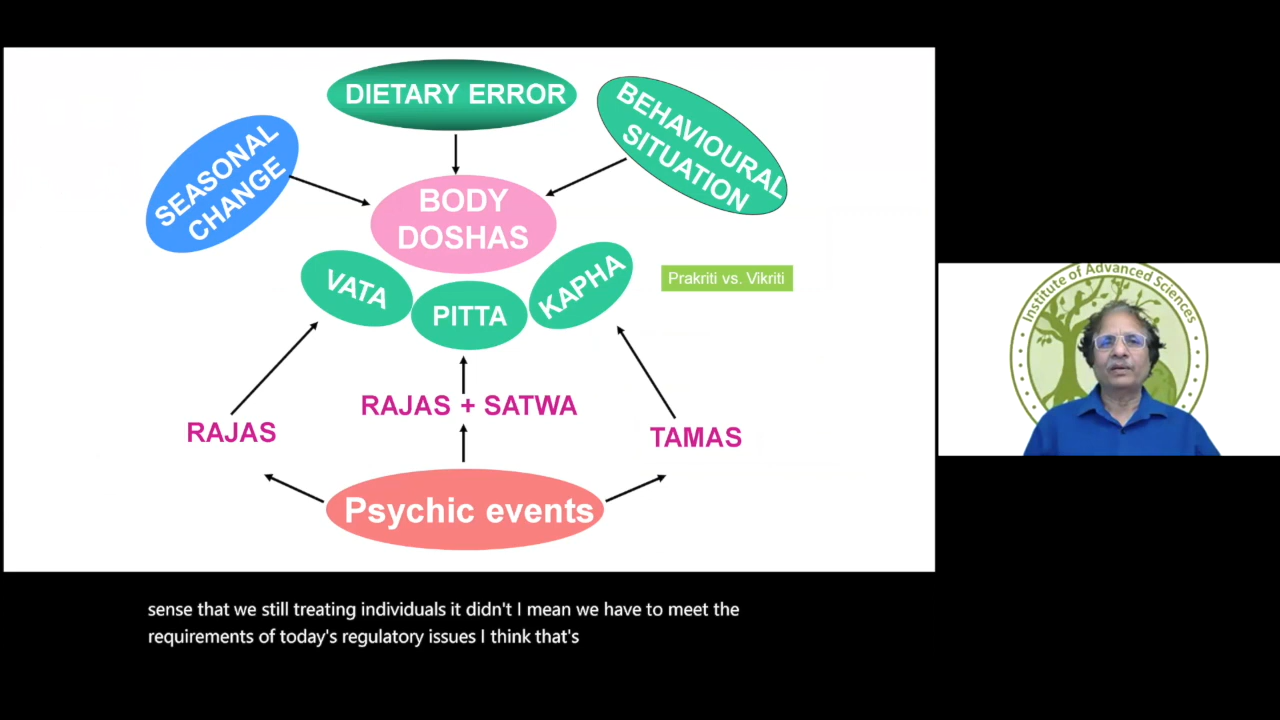 DIETARY ERROR
BEHAVIOURAL
SITUATION
SEASONAL
CHANGE
BODY
DOSHAS
VATA
PITTA
KAPHA
Prakriti vs. Vikriti
RAJAS
RAJAS + SATWA
TAMAS
Psychic events
Institute of Advanced Sciences
sense that we still treating individuals it didn't I mean we have to meet the
requirements of today's regulatory issues I think that's